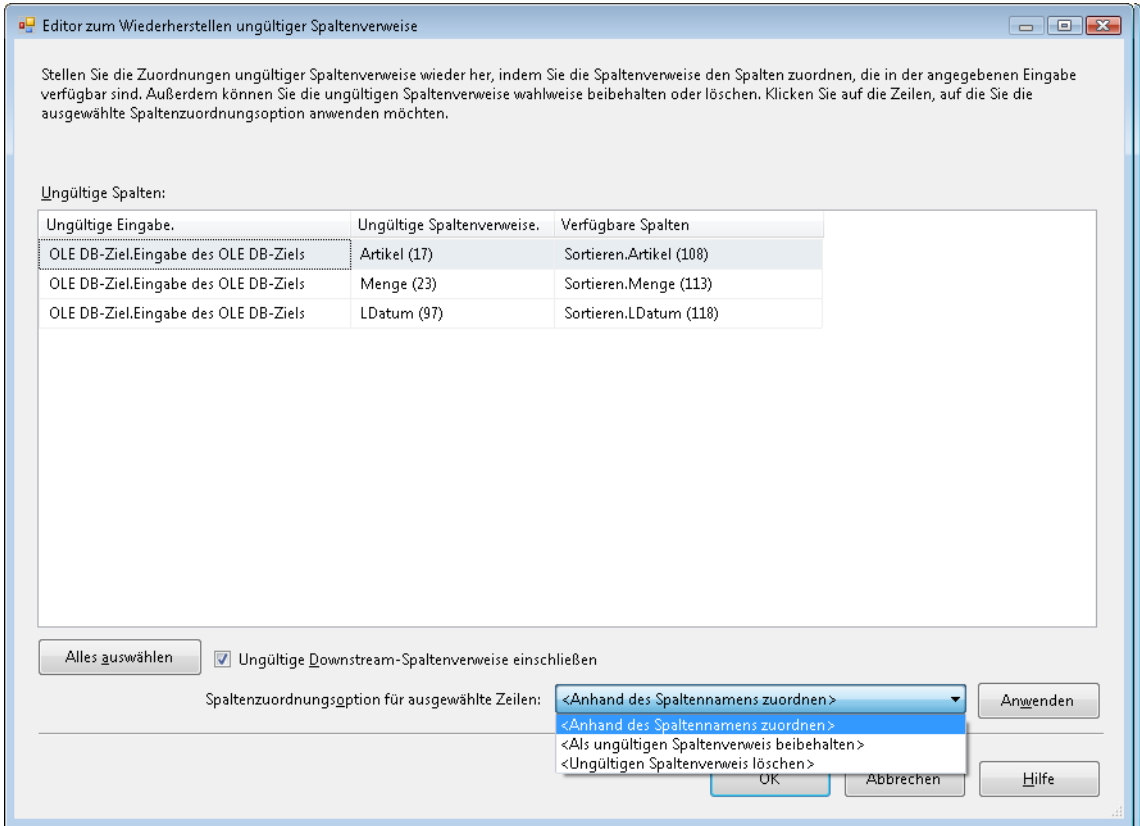 Editor zum Wiederherstellen ungültiger Spaltenverweise
Stellen Sie die Zuordnungen ungültiger Spaltenverweise wieder her, indem Sie die Spaltenverweise den Spalten zuordnen, die in der angegebenen Eingabe
verfügbar sind. Außerdem können Sie die ungültigen Spaltenverweise wahlweise beibehalten oder löschen. Klicken Sie auf die Zeilen, auf die Sie die
ausgewählte Spaltenzuordnungsoption anwenden möchten.
Ungültige Spalten:
Ungültige Eingabe. Ungültige Spaltenverweise. Verfügbare Spalten
OLE DB-Ziel.Eingabe des OLE DB-Ziels Artikel (17) Sortieren.Artikel (108)
OLE DB-Ziel.Eingabe des OLE DB-Ziels Menge (23) Sortieren.Menge (113)
OLE DB-Ziel.Eingabe des OLE DB-Ziels LDatum (97) Sortieren.LDatum (118)
Alles auswählen Ungültige Downstream-Spaltenverweise einschließen
Spaltenzuordnungsoption für ausgewählte Zeilen: <Anhand des Spaltennamens zuordnen> Anwenden
<Anhand des Spaltennamens zuordnen>
<Als ungültigen Spaltenverweis beibehalten>
<Ungültigen Spaltenverweis löschen>
OK Abbrechen Hilfe